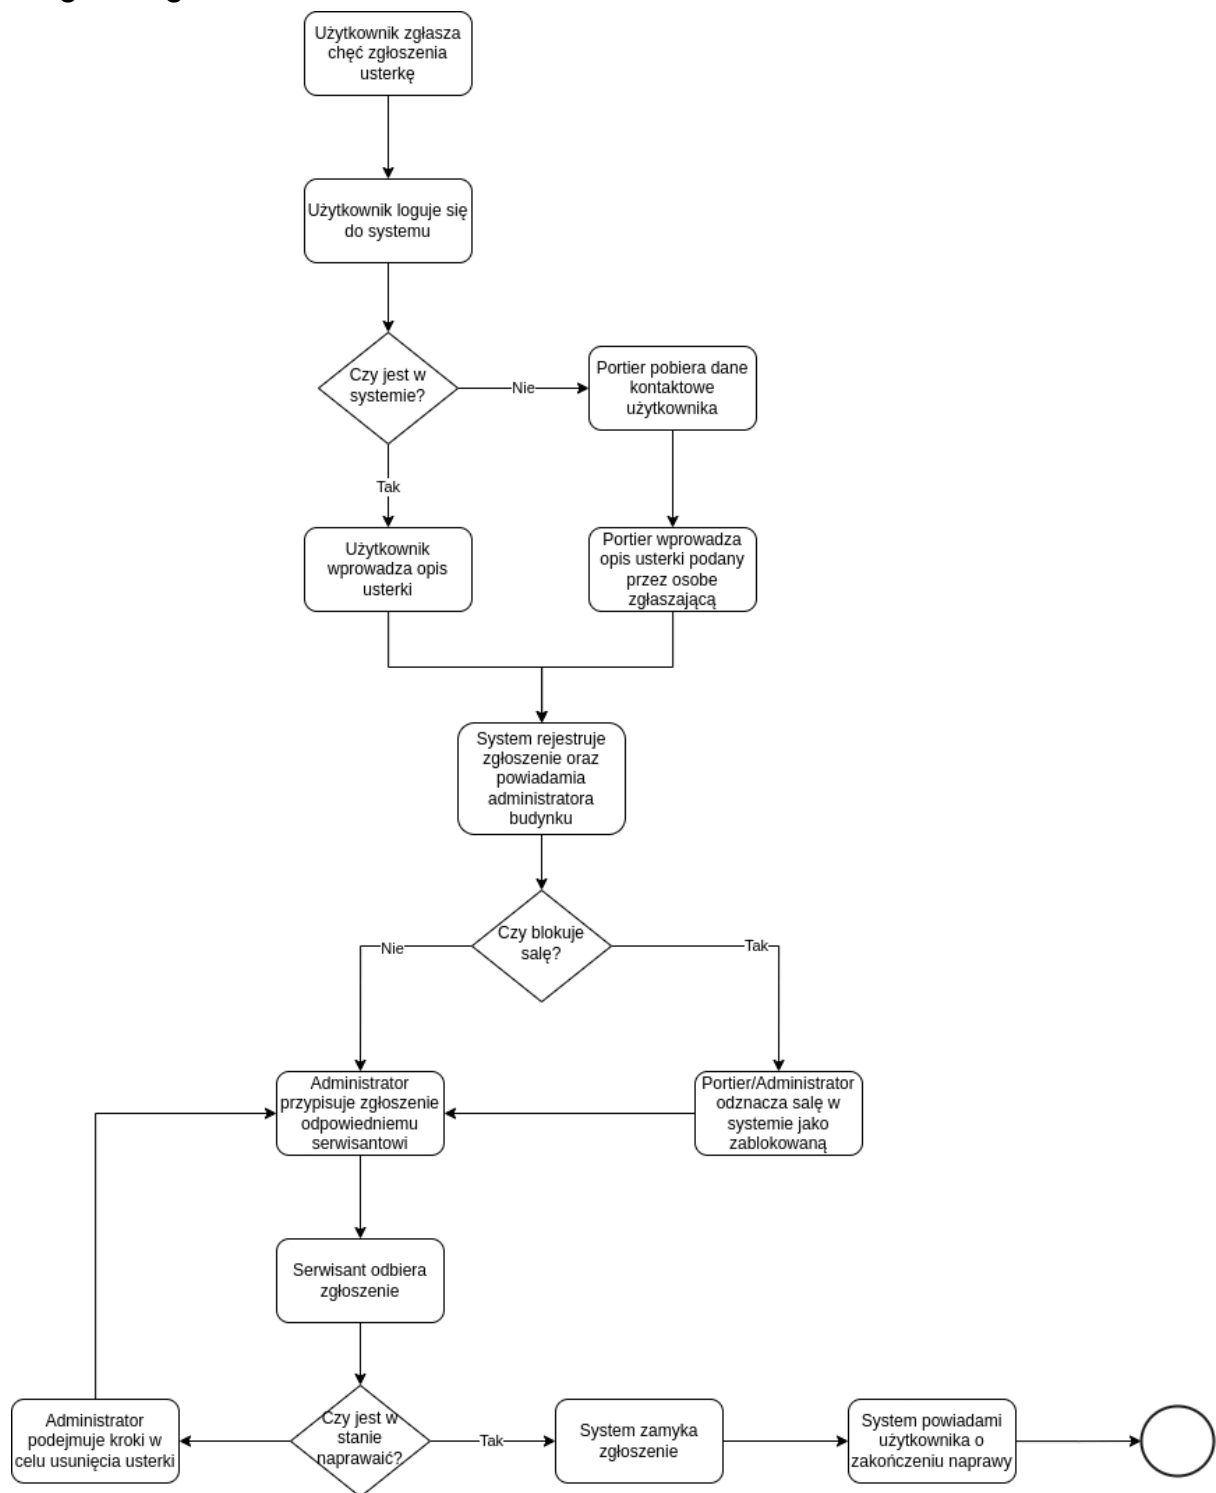 Użytkownik zgłasza
chęć zgłoszenia
usterkę
Użytkownik loguje się
do systemu
Czy jest w
systemie?
Nie
Portier pobiera dane
kontaktowe
użytkownika
Tak
Użytkownik
wprowadza opis
usterki
Portier wprowadza
opis usterki podany
przez osobe
zgłaszającą
System rejestruje
zgłoszenie oraz
powiadamia
administratora
budynku
Czy blokuje
salę?
Nie
Tak
Administrator
przypisuje zgłoszenie
odpowiedniemu
serwisantowi
Portier/Administrator
odznacza salę w
systemie jako
zablokowaną
Serwisant odbiera
zgłoszenie
Administrator
podejmuje kroki w
celu usunięcia usterki
Czy jest w
stanie
naprawaić?
Tak
System zamyka
zgłoszenie
System powiadami
użytkownika o
zakończeniu naprawy